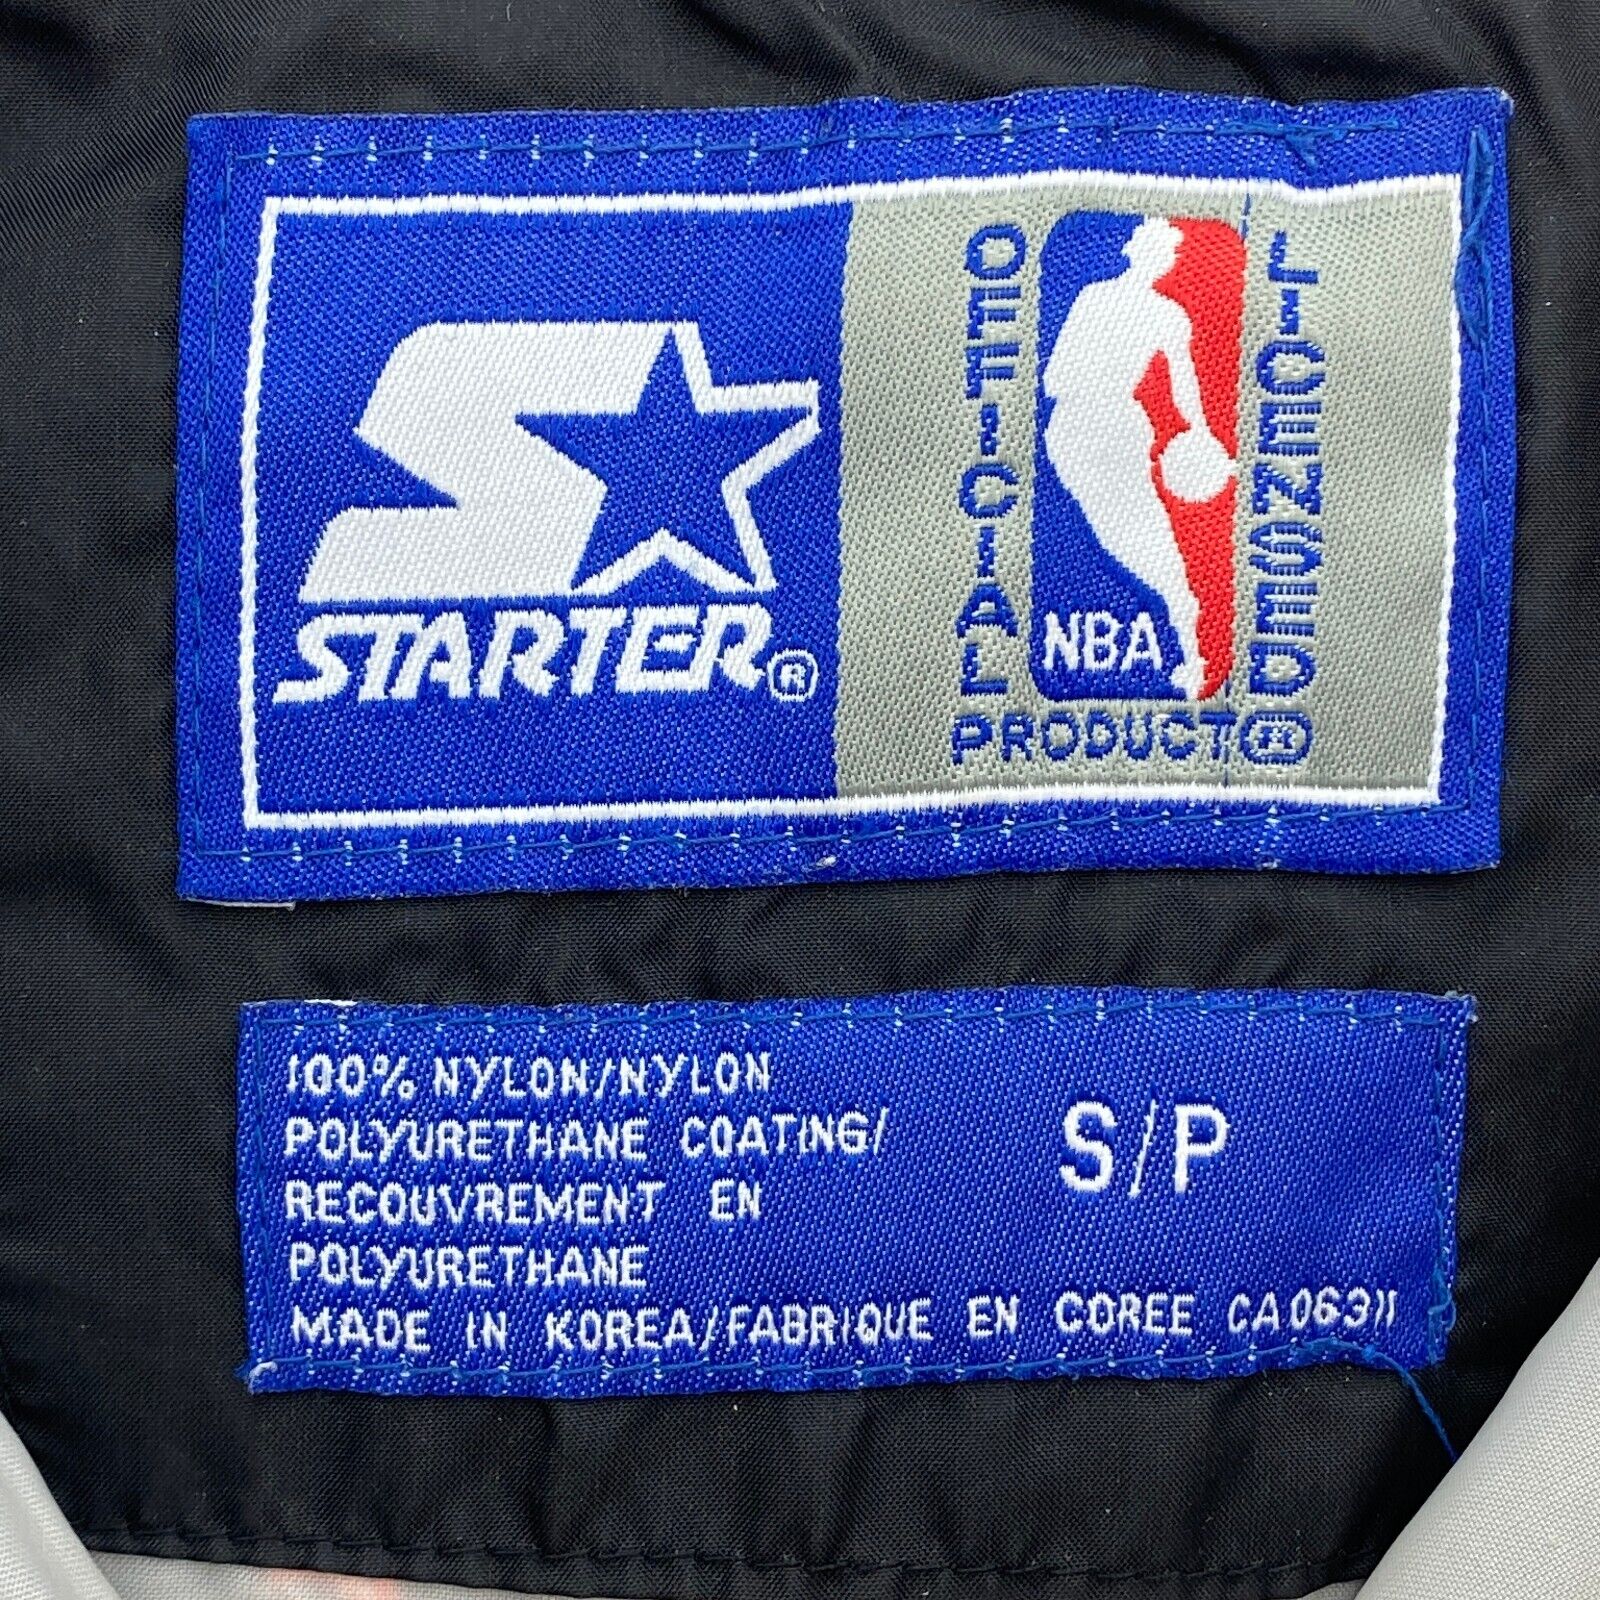 STARTER®
OFFICIAL
NBA
LICENSED
PRODUCT®
100% NYLON/NYLON
POLYURETHANE COATING/
RECOUVREMENT EN
POLYURETHANE
S/P
MADE IN KOREA/FABRIQUE EN COREE CA06311